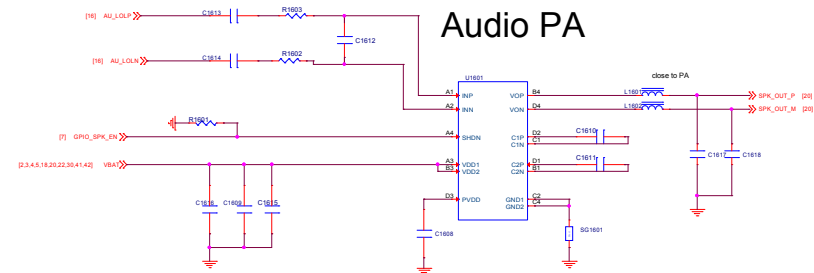 Audio PA
[16] AU_LOLP
C1613
R1603
C1612
[16] AU_LOLN
C1614
R1602
U1601
close to PA
A1 INP
VOP B4
L1601
SPK_OUT_P [20]
A2 INN
VON D4
L1602
SPK_OUT_M [20]
R1601
[7] GPIO_SPK_EN
A4 SHDN
C1P D2
C1610
C1N C1
[2,3,4,5,18,20,22,30,41,42] VBAT
A3 VDD1
B3 VDD2
C2P D1
C1611
C2N B1
C1617
C1618
C1616
C1609
C1615
D3 PVDD
GND1 C2
GND2 C4
C1608
SG1601